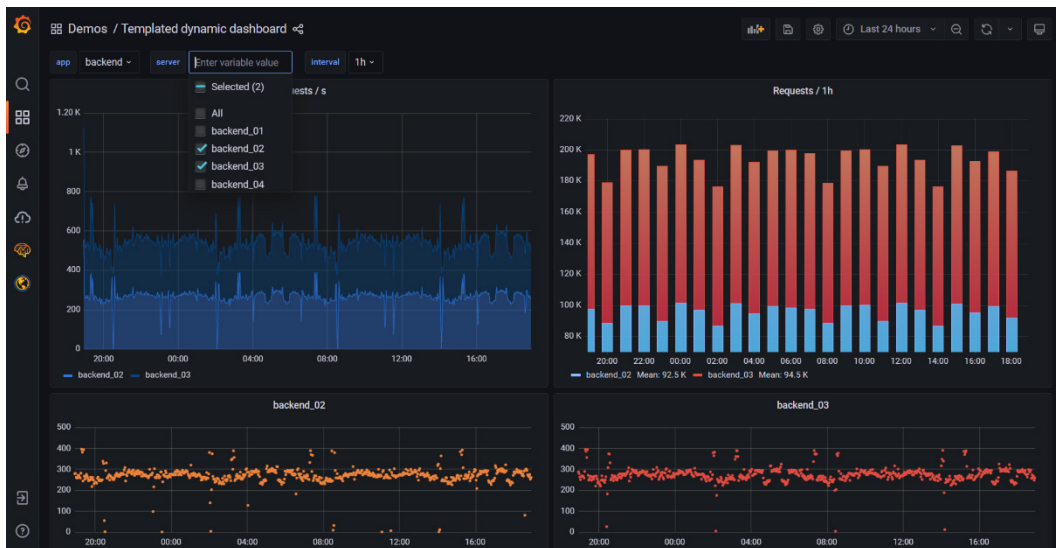 Demos / Templated dynamic dashboard
Last 24 hours
app backend server Enter variable value interval 1h
Selected (2)
All
backend_01
backend_02
backend_03
backend_04
ests / s
1.20 K
1 K
800
600
400
200
0
20:00 00:00 04:00 08:00 12:00 16:00
backend_02 backend_03
Requests / 1h
220 K
200 K
180 K
160 K
140 K
120 K
100 K
80 K
20:00 22:00 00:00 02:00 04:00 06:00 08:00 10:00 12:00 14:00 16:00 18:00
backend_02 Mean: 92.5 K backend_03 Mean: 94.5 K
backend_02
500
400
300
200
100
0
20:00 00:00 04:00 08:00 12:00 16:00
backend_03
500
400
300
200
100
0
20:00 00:00 04:00 08:00 12:00 16:00